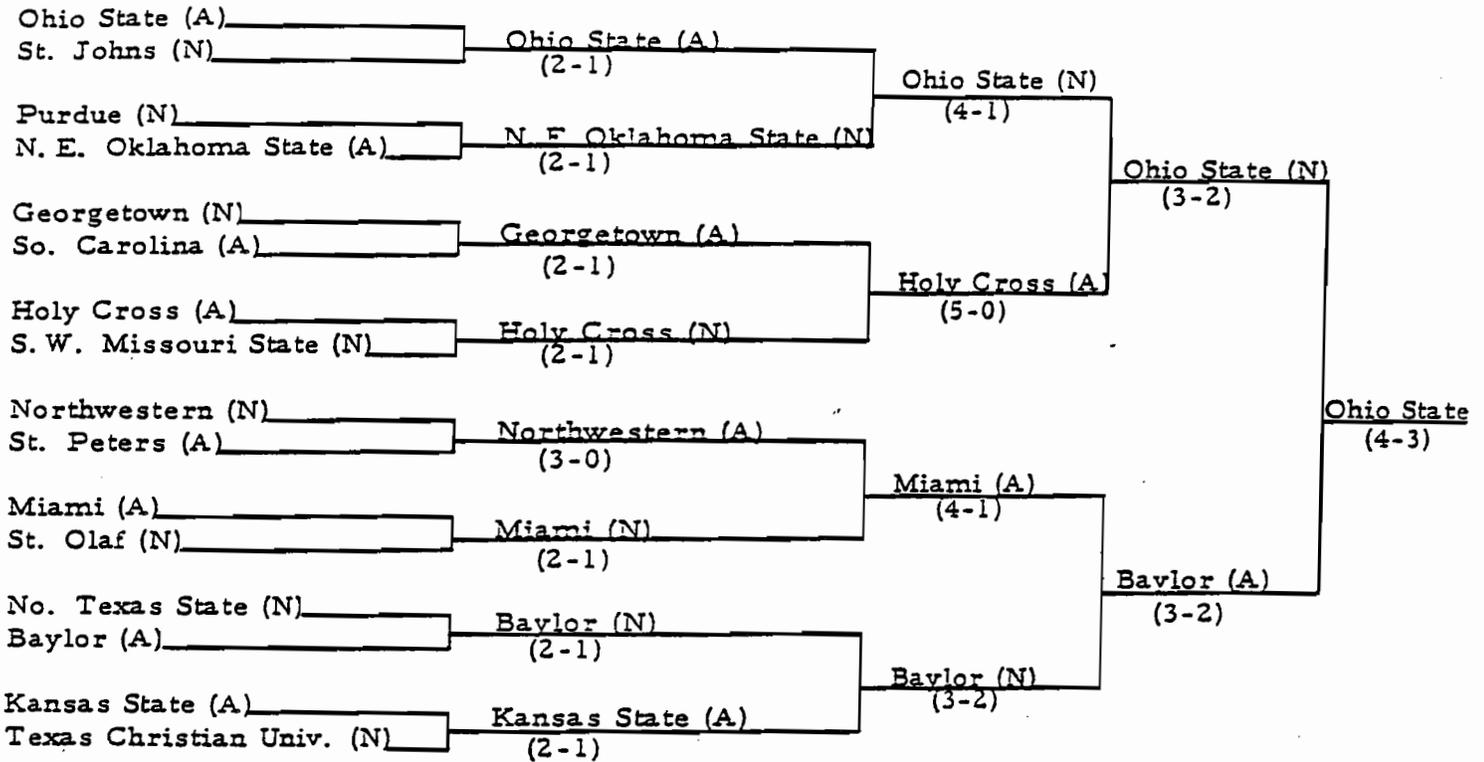 Ohio State (A)
St. Johns (N)
Purdue (N)
N. E. Oklahoma State (A)
Georgetown (N)
So. Carolina (A)
Holy Cross (A)
S. W. Missouri State (N)
Northwestern (N)
St. Peters (A)
Miami (A)
St. Olaf (N)
No. Texas State (N)
Baylor (A)
Kansas State (A)
Texas Christian Univ. (N)
Ohio State (A)
(2-1)
N. E. Oklahoma State (N)
(2-1)
Georgetown (A)
(2-1)
Holy Cross (N)
(2-1)
Northwestern (A)
(3-0)
Miami (N)
(2-1)
Baylor (N)
(2-1)
Kansas State (A)
(2-1)
Ohio State (N)
(4-1)
Holy Cross (A)
(5-0)
Miami (A)
(4-1)
Baylor (N)
(3-2)
Ohio State (N)
(3-2)
Baylor (A)
(3-2)
Ohio State
(4-3)